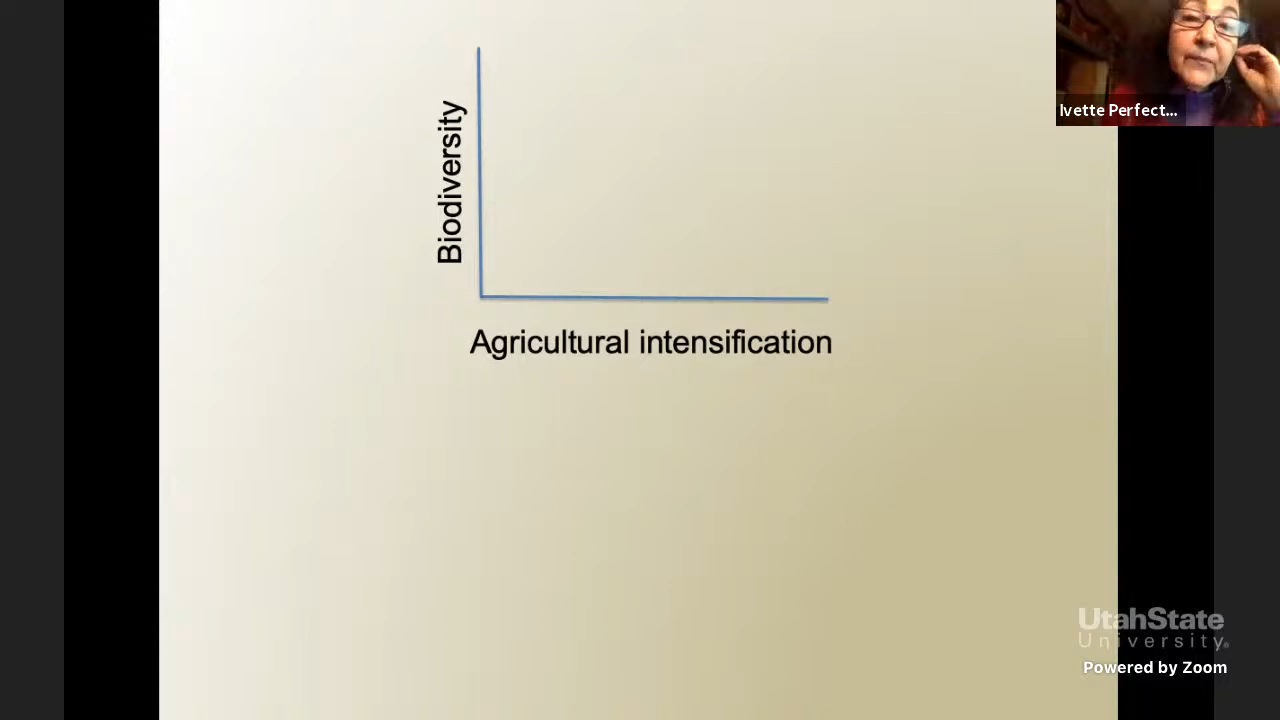 Biodiversity
Agricultural intensification
Ivette Perfect...
UtahState
University®
Powered by Zoom